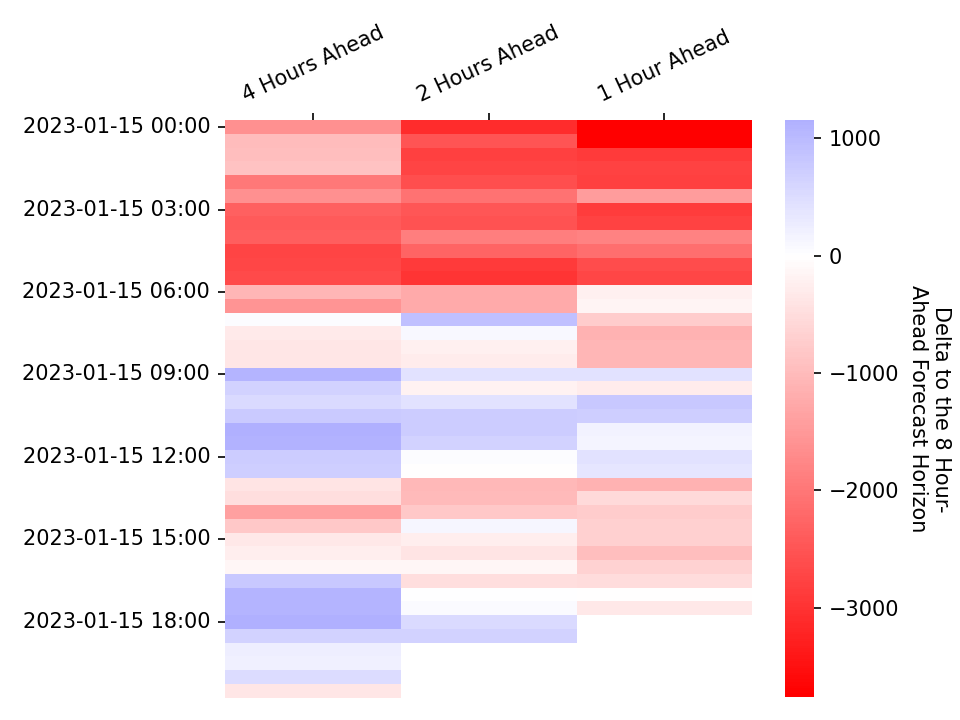 4 Hours Ahead
2 Hours Ahead
1 Hour Ahead
2023-01-15 00:00
2023-01-15 03:00
2023-01-15 06:00
2023-01-15 09:00
2023-01-15 12:00
2023-01-15 15:00
2023-01-15 18:00
1000
0
−1000
−2000
−3000
Delta to the 8 Hour-
Ahead Forecast Horizon